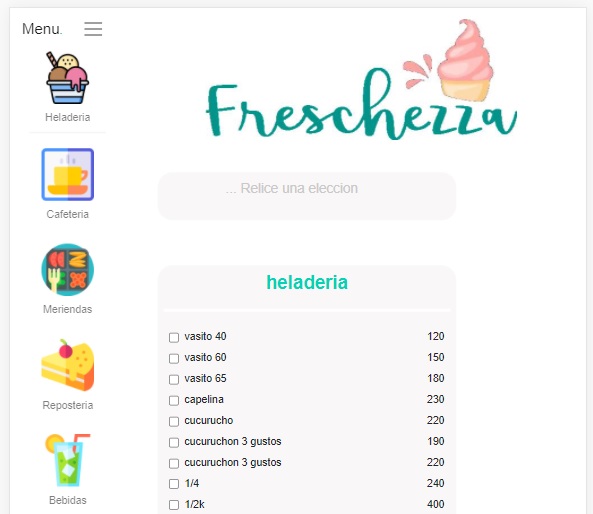 Menu.
Heladeria
Cafeteria
Meriendas
Reposteria
Bebidas
Freschezza
... Relice una eleccion
heladeria
vasito 40 120
vasito 60 150
vasito 65 180
capelina 230
cucurucho 220
cucuruchon 3 gustos 190
cucuruchon 3 gustos 220
1/4 240
1/2k 400